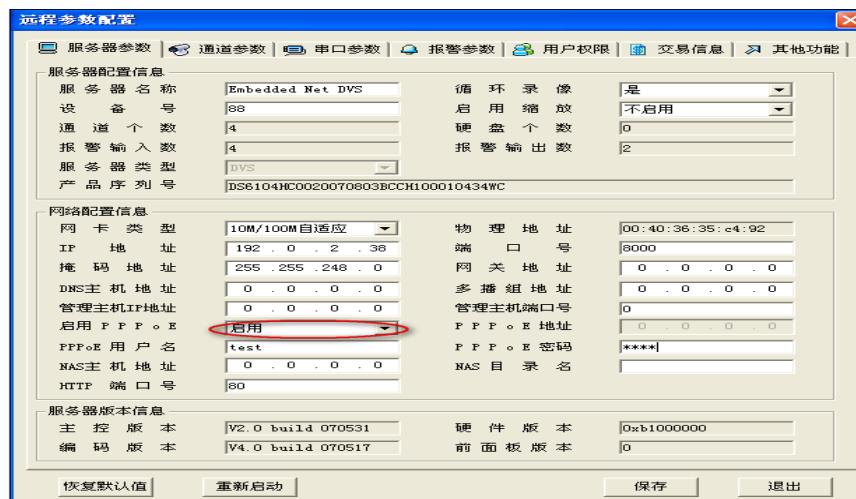 远程参数配置
服务器参数 通道参数 串口参数 报警参数 用户权限 交易信息 其他功能
服务器配置信息
服务器名称 Embedded Net DVS 循环录像 是
设备号 88 启用缩放 不启用
通道个数 4 硬盘个数 0
报警输入数 4 报警输出数 2
服务器类型 DVS
产品序列号 DS6104HC0020070803BCCH100010434WC
网络配置信息
网卡类型 10M/100M自适应 物理地址 00:40:36:35:c4:92
IP地址 192 . 0 . 2 . 38 端口号 8000
掩码地址 255 .255 .248 . 0 网关地址 0 . 0 . 0 . 0
DNS主机地址 0 . 0 . 0 . 0 多播组地址 0 . 0 . 0 . 0
管理主机IP地址 0 . 0 . 0 . 0 管理主机端口号 0
启用PPPoE 启用 PPPoE地址 0 . 0 . 0 . 0
PPPoE用户名 test PPPoE密码 ****
NAS主机地址 0 . 0 . 0 . 0 NAS目录名
HTTP端口号 80
服务器版本信息
主控版本 V2.0 build 070531 硬件版本 0xb1000000
编码版本 V4.0 build 070517 前面板版本 0
恢复默认值 重新启动 保存 退出